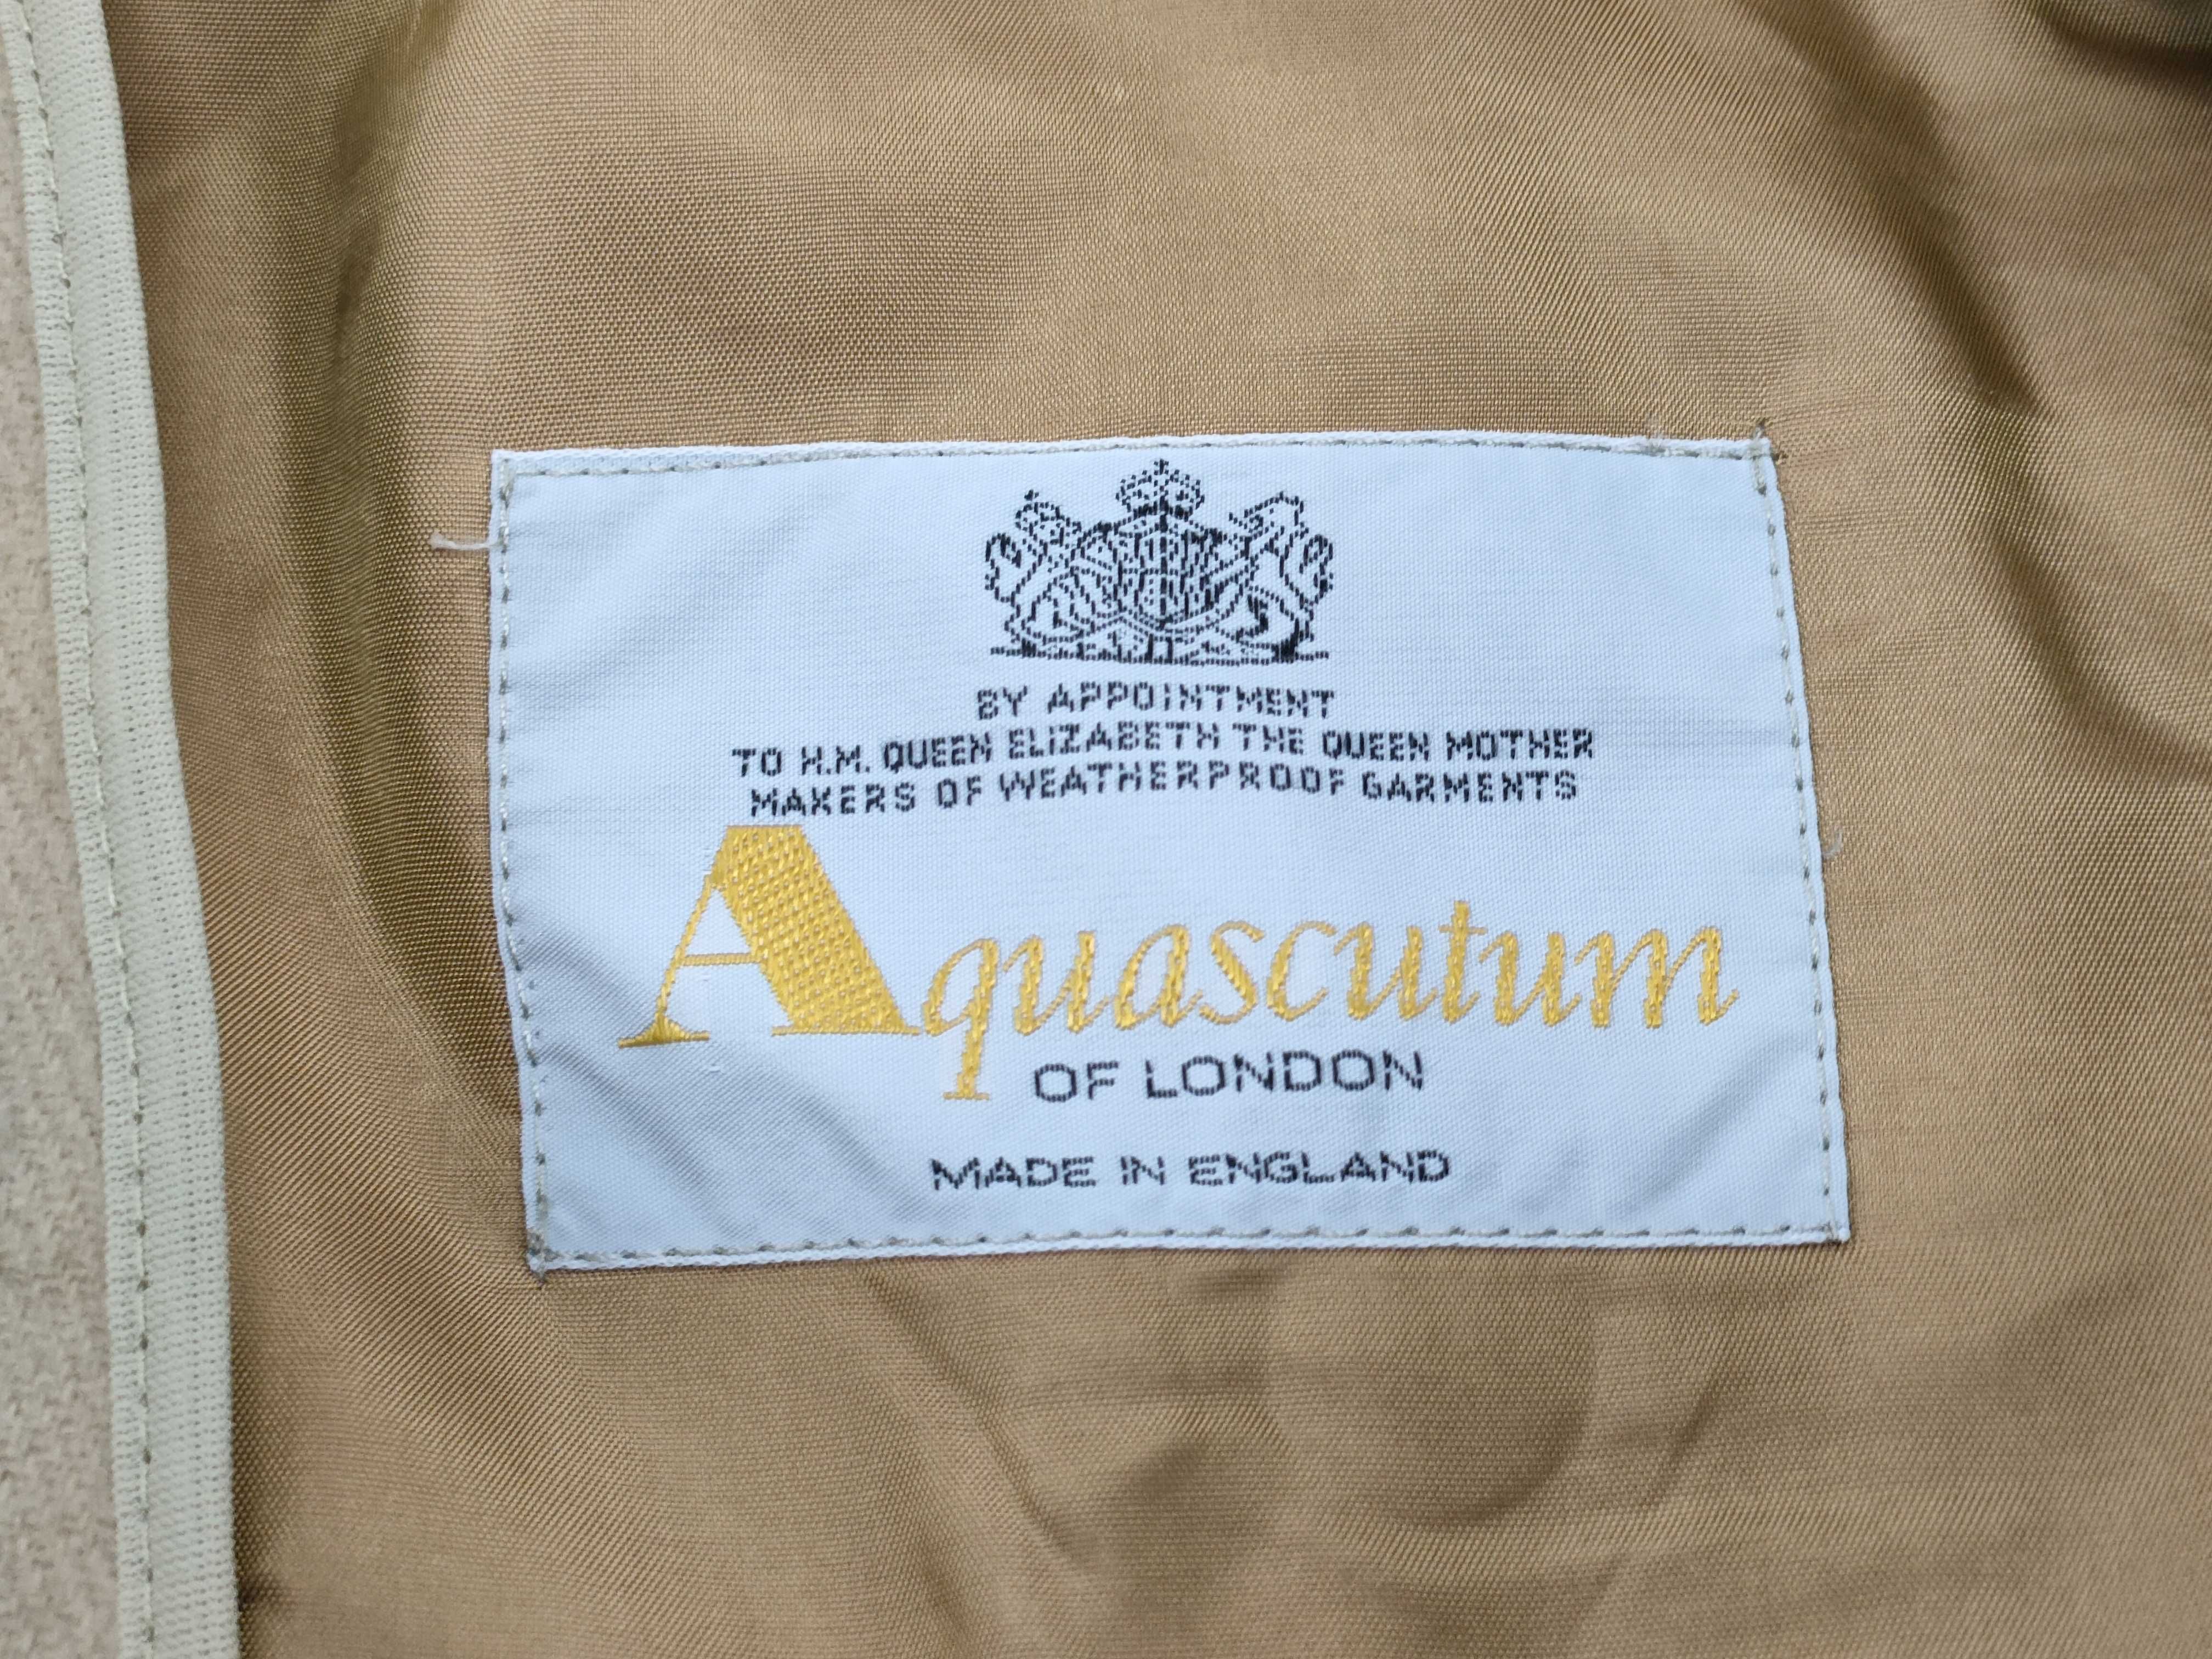 BY APPOINTMENT
TO H.M. QUEEN ELIZABETH THE QUEEN MOTHER
MAKERS OF WEATHERPROOF GARMENTS
Aquascutum
OF LONDON
MADE IN ENGLAND